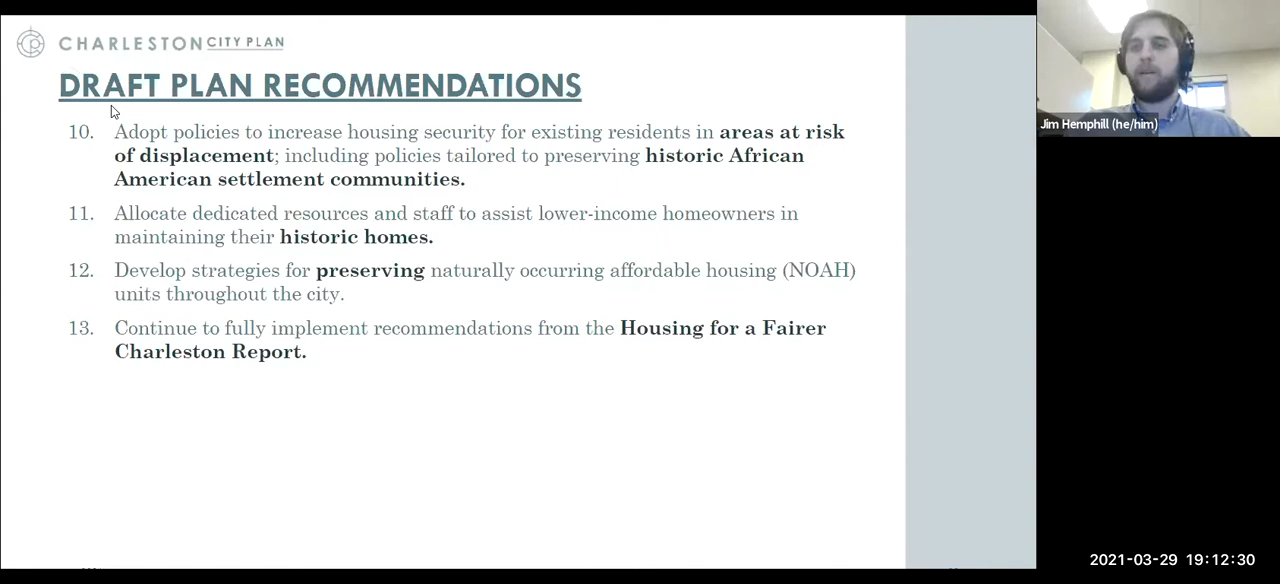 CHARLESTON CITY PLAN
DRAFT PLAN RECOMMENDATIONS
10. Adopt policies to increase housing security for existing residents in areas at risk
of displacement; including policies tailored to preserving historic African
American settlement communities.
11. Allocate dedicated resources and staff to assist lower-income homeowners in
maintaining their historic homes.
12. Develop strategies for preserving naturally occurring affordable housing (NOAH)
units throughout the city.
13. Continue to fully implement recommendations from the Housing for a Fairer
Charleston Report.
Jim Hemphill (he/him)
2021-03-29 19:12:30